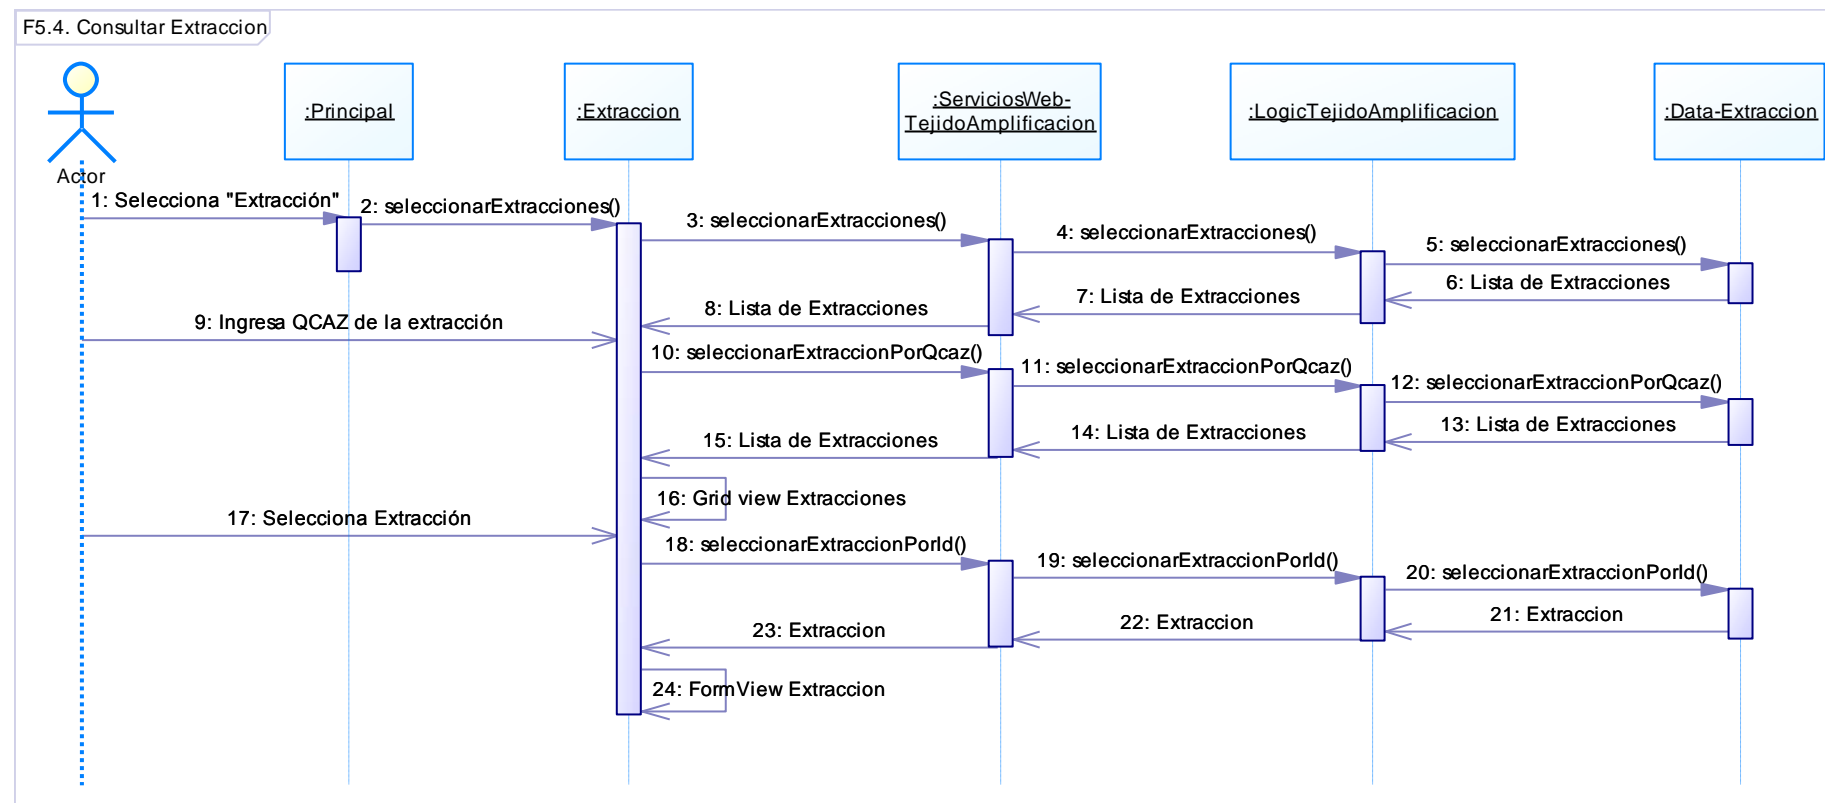 F5.4. Consultar Extraccion
:Principal
:Extraccion
:ServiciosWeb-
TejidoAmplificacion
:LogicTejidoAmplificacion
:Data-Extraccion
Actor
1: Selecciona "Extracción"
2: seleccionarExtracciones()
3: seleccionarExtracciones()
4: seleccionarExtracciones()
5: seleccionarExtracciones()
6: Lista de Extracciones
7: Lista de Extracciones
8: Lista de Extracciones
9: Ingresa QCAZ de la extracción
10: seleccionarExtraccionPorQcaz()
11: seleccionarExtraccionPorQcaz()
12: seleccionarExtraccionPorQcaz()
13: Lista de Extracciones
14: Lista de Extracciones
15: Lista de Extracciones
16: Grid view Extracciones
17: Selecciona Extracción
18: seleccionarExtraccionPorId()
19: seleccionarExtraccionPorId()
20: seleccionarExtraccionPorId()
21: Extraccion
22: Extraccion
23: Extraccion
24: FormView Extraccion